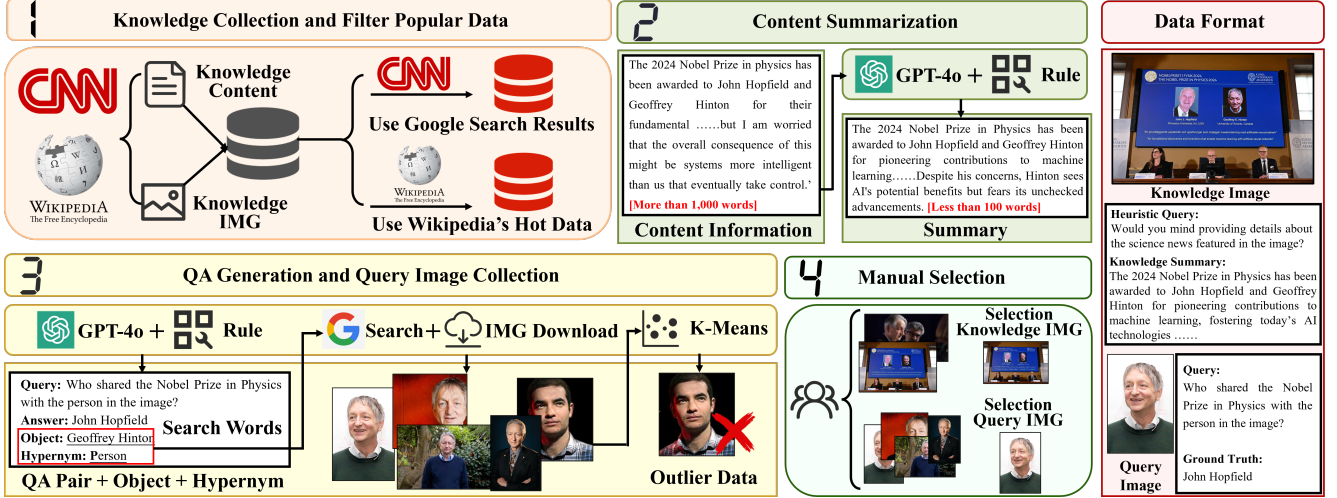 1
Knowledge Collection and Filter Popular Data
CNN
WIKIPEDIA
The Free Encyclopedia
Knowledge
Content
Knowledge
IMG
CNN
Use Google Search Results
WIKIPEDIA
The Free Encyclopedia
Use Wikipedia's Hot Data
2
Content Summarization
The 2024 Nobel Prize in physics has
been awarded to John Hopfield and
Geoffrey Hinton for their
fundamental ……but I am worried
that the overall consequence of this
might be systems more intelligent
than us that eventually take control.'
[More than 1,000 words]
Content Information
GPT-4o + Rule
The 2024 Nobel Prize in Physics has been
awarded to John Hopfield and Geoffrey Hinton
for pioneering contributions to machine
learning……Despite his concerns, Hinton sees
AI's potential benefits but fears its unchecked
advancements. [Less than 100 words]
Summary
3
QA Generation and Query Image Collection
GPT-4o + Rule
Search+ IMG Download
K-Means
Query: Who shared the Nobel Prize in Physics
with the person in the image?
Answer: John Hopfield
Object: Geoffrey Hinton
Hypernym: Person
Search Words
QA Pair + Object + Hypernym
Outlier Data
4
Manual Selection
Selection
Knowledge IMG
Selection
Query IMG
Data Format
Knowledge Image
Heuristic Query:
Would you mind providing details about
the science news featured in the image?
Knowledge Summary:
The 2024 Nobel Prize in Physics has been
awarded to John Hopfield and Geoffrey
Hinton for pioneering contributions to
machine learning, fostering today's AI
technologies ……
Query
Image
Query:
Who shared the Nobel
Prize in Physics with the
person in the image?
Ground Truth:
John Hopfield